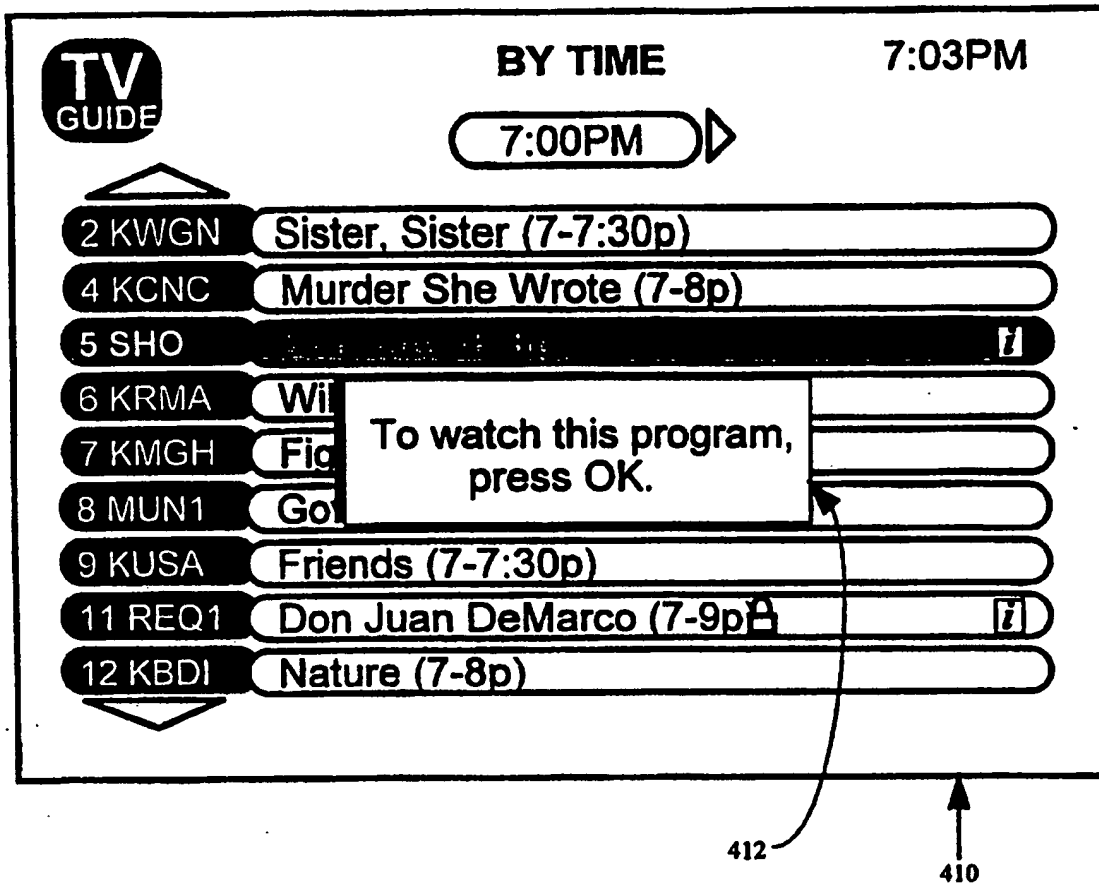 TV
GUIDE
BY TIME
7:03PM
7:00PM
2 KWGN Sister, Sister (7-7:30p)
4 KCNC Murder She Wrote (7-8p)
5 SHO i
6 KRMA Wi
7 KMGH Fig
8 MUN1 Go
To watch this program,
press OK.
9 KUSA Friends (7-7:30p)
11 REQ1 Don Juan DeMarco (7-9p i
12 KBDI Nature (7-8p)
412
410